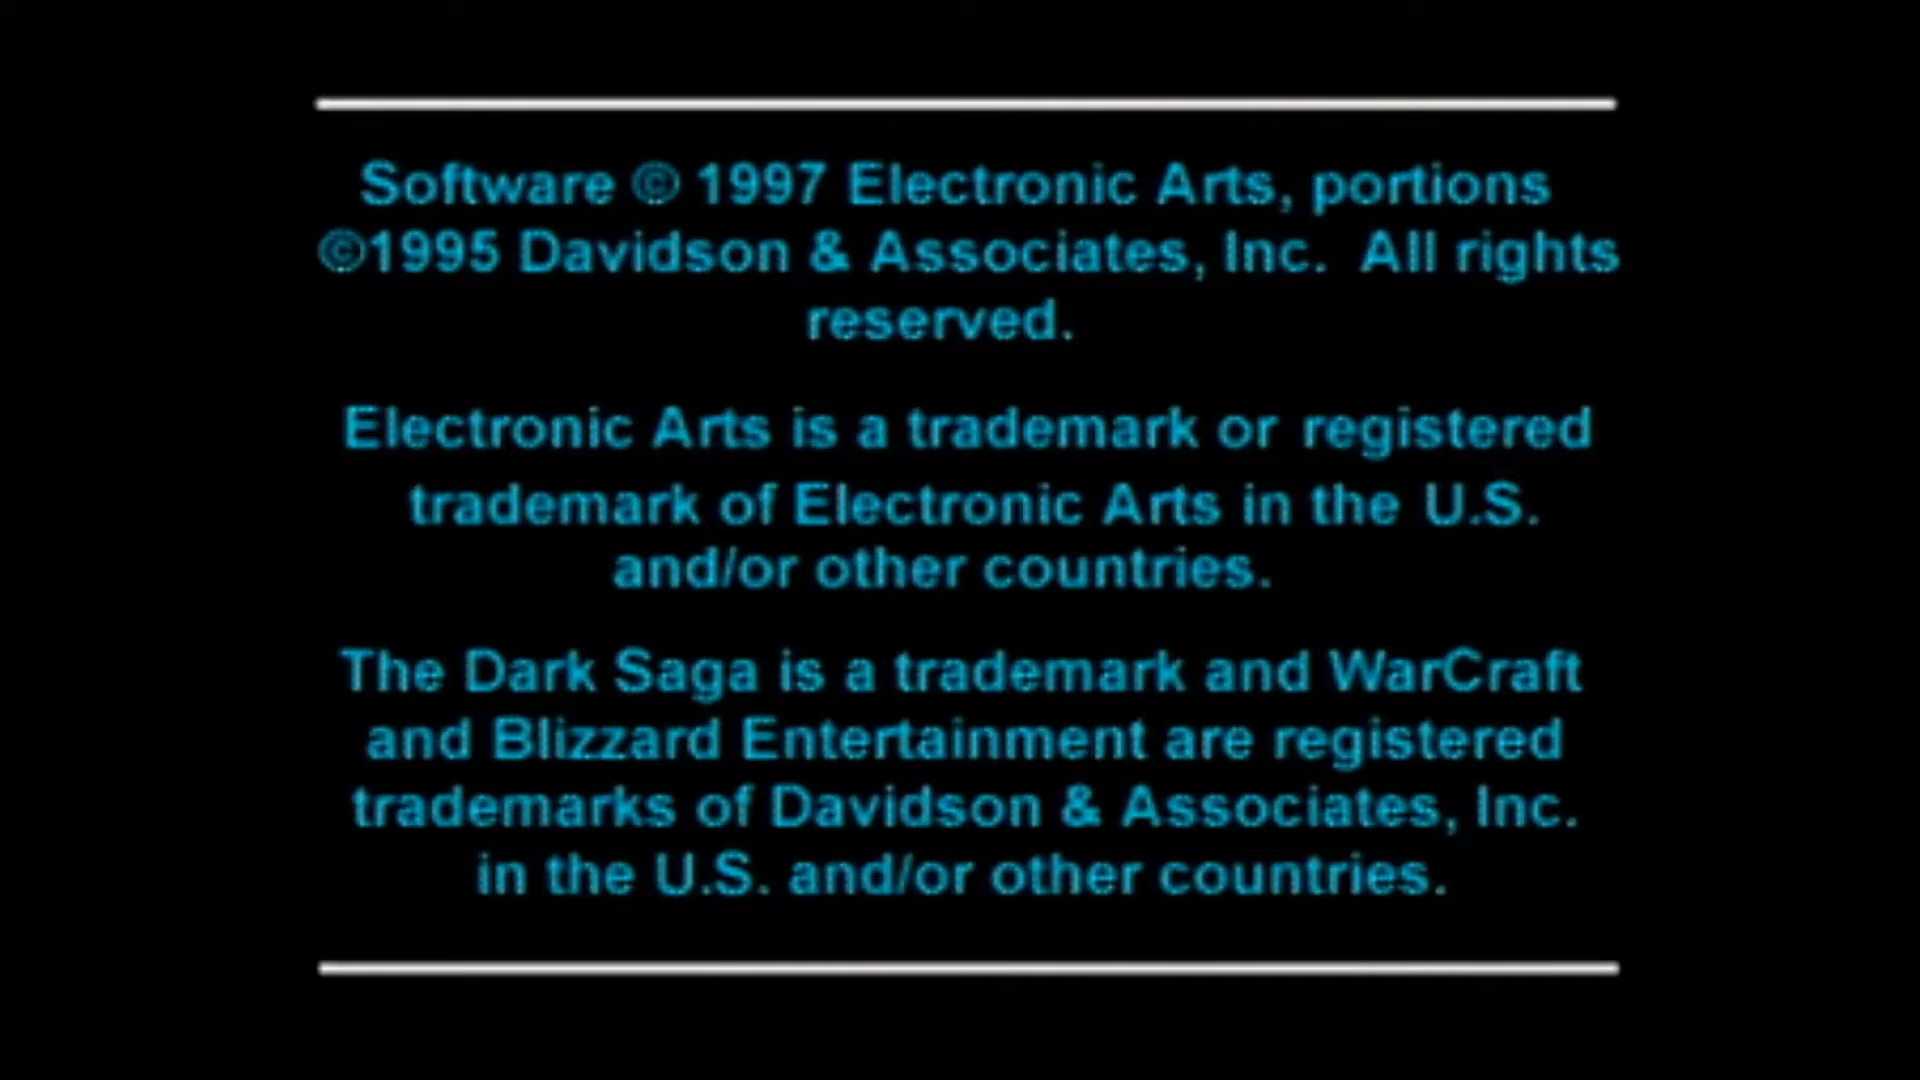 Software © 1997 Electronic Arts, portions
©1995 Davidson & Associates, Inc.  All rights
reserved.
Electronic Arts is a trademark or registered
trademark of Electronic Arts in the U.S.
and/or other countries.
The Dark Saga is a trademark and WarCraft
and Blizzard Entertainment are registered
trademarks of Davidson & Associates, Inc.
in the U.S. and/or other countries.